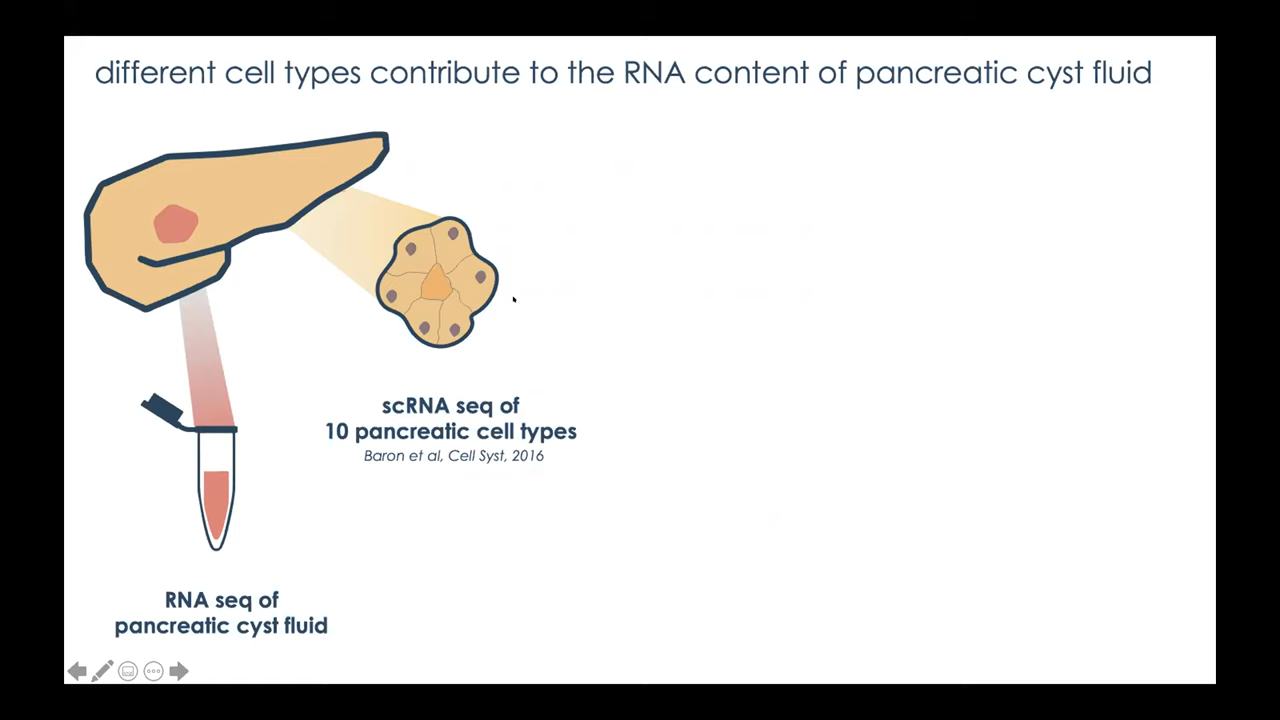 different cell types contribute to the RNA content of pancreatic cyst fluid
scRNA seq of
10 pancreatic cell types
Baron et al, Cell Syst, 2016
RNA seq of
pancreatic cyst fluid